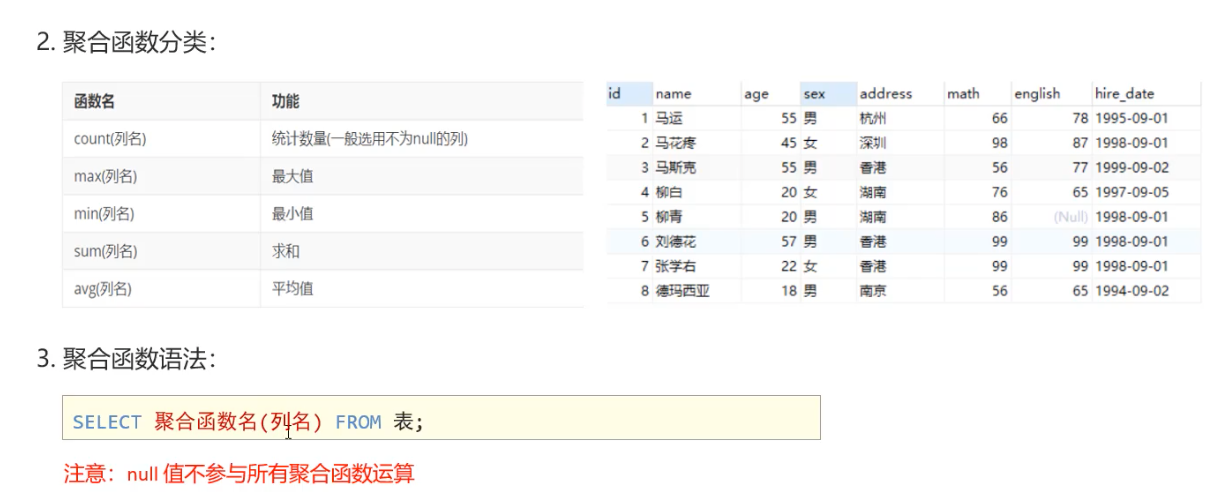 2. 聚合函数分类：
函数名 功能
count(列名) 统计数量(一般选用不为null的列)
max(列名) 最大值
min(列名) 最小值
sum(列名) 求和
avg(列名) 平均值
id name age sex address math english hire_date
1 马运 55 男 杭州 66 78 1995-09-01
2 马花疼 45 女 深圳 98 87 1998-09-01
3 马斯克 55 男 香港 56 77 1999-09-02
4 柳白 20 女 湖南 76 65 1997-09-05
5 柳青 20 男 湖南 86 (Null) 1998-09-01
6 刘德花 57 男 香港 99 99 1998-09-01
7 张学右 22 女 香港 99 99 1998-09-01
8 德玛西亚 18 男 南京 56 65 1994-09-02
3. 聚合函数语法：
SELECT 聚合函数名(列名) FROM 表;
注意：null 值不参与所有聚合函数运算